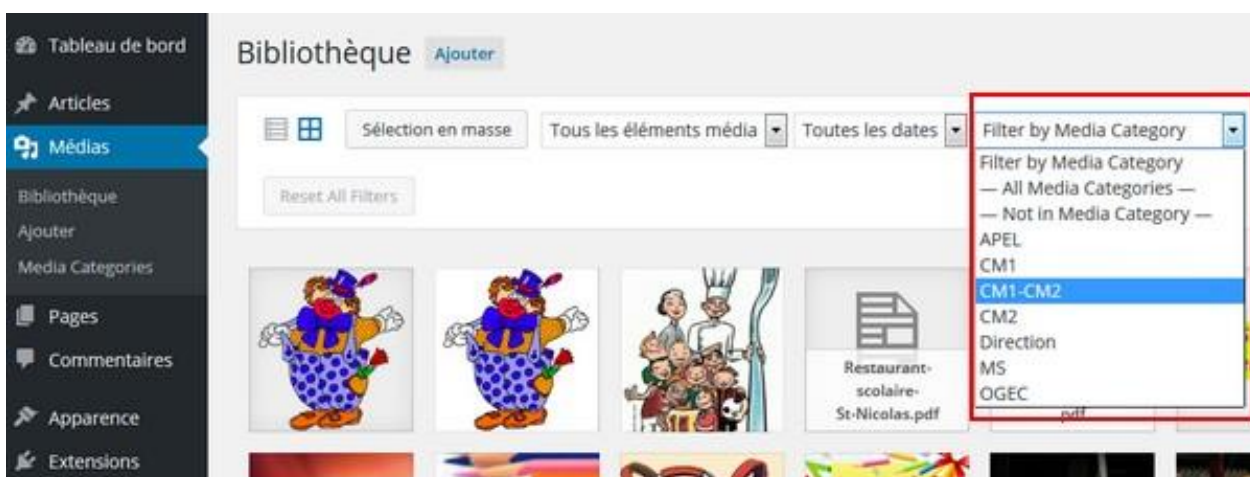 Tableau de bord
Articles
Médias
Bibliothèque
Ajouter
Media Categories
Pages
Commentaires
Apparence
Extensions
Bibliothèque Ajouter
Sélection en masse Tous les éléments média Toutes les dates Filter by Media Category
Reset All Filters
Filter by Media Category
— All Media Categories —
— Not in Media Category —
APEL
CM1
CM1-CM2
CM2
Direction
MS
OGEC
Restaurant-
scolaire-
St-Nicolas.pdf
pdf